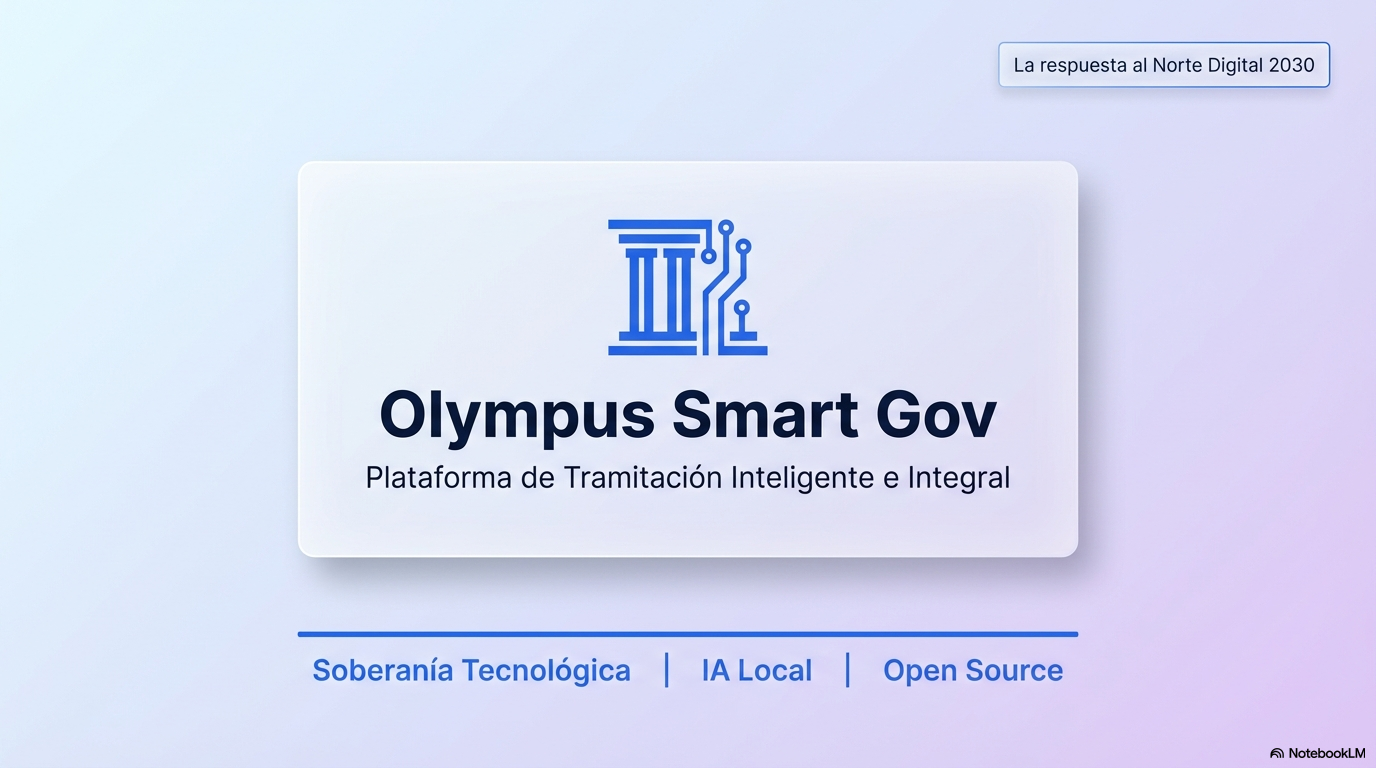 La respuesta al Norte Digital 2030
Olympus Smart Gov
Plataforma de Tramitación Inteligente e Integral
Soberanía Tecnológica | IA Local | Open Source
NotebookLM